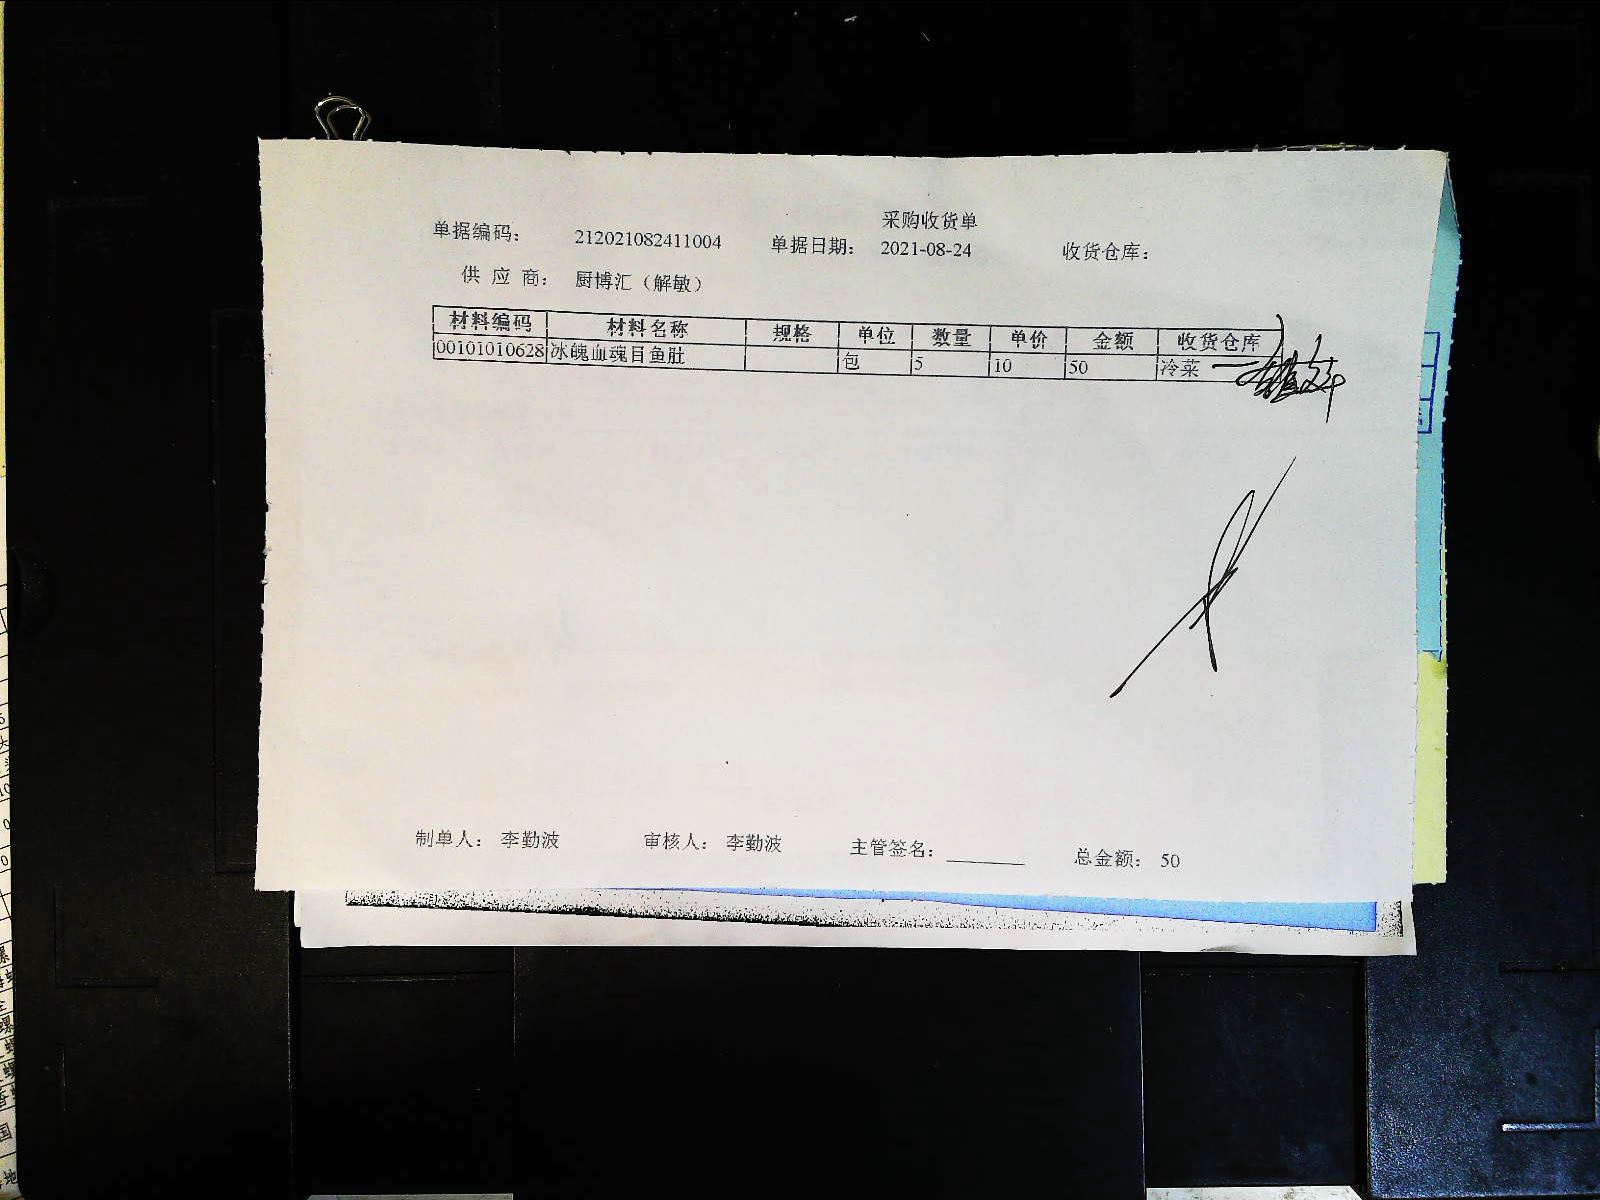 采购收货单
单据编码： 212021082411004 单据日期： 2021-08-24 收货仓库：
供 应 商： 厨博汇（解敏）
材料编码 材料名称 规格 单位 数量 单价 金额 收货仓库
00101010628 冰魄血魂目鱼肚 包 5 10 50 冷菜
制单人： 李勤波 审核人： 李勤波 主管签名： 总金额： 50